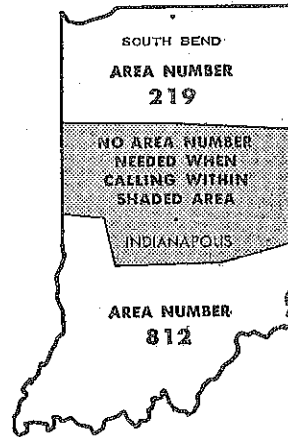 SOUTH BEND
AREA NUMBER
219
NO AREA NUMBER
NEEDED WHEN
CALLING WITHIN
SHADED AREA
INDIANAPOLIS
AREA NUMBER
812